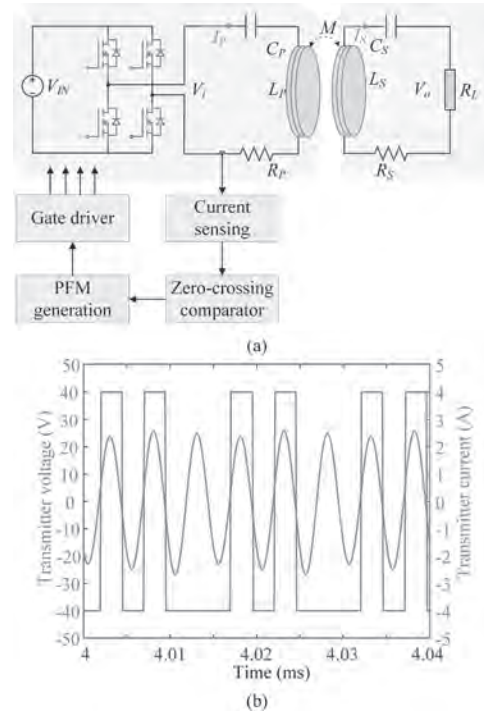 (a)
I_P
C_P
M
I_S
C_S
V_IN
V_i
L_P
L_S
V_o
R_L
R_P
R_S
Gate driver
Current
sensing
PFM
generation
Zero-crossing
comparator
(a)
50
40
30
20
10
0
-10
-20
-30
-40
-50
Transmitter voltage (V)
5
4
3
2
1
0
-1
-2
-3
-4
-5
Transmitter current (A)
4
4.01
4.02
4.03
4.04
Time (ms)
(b)